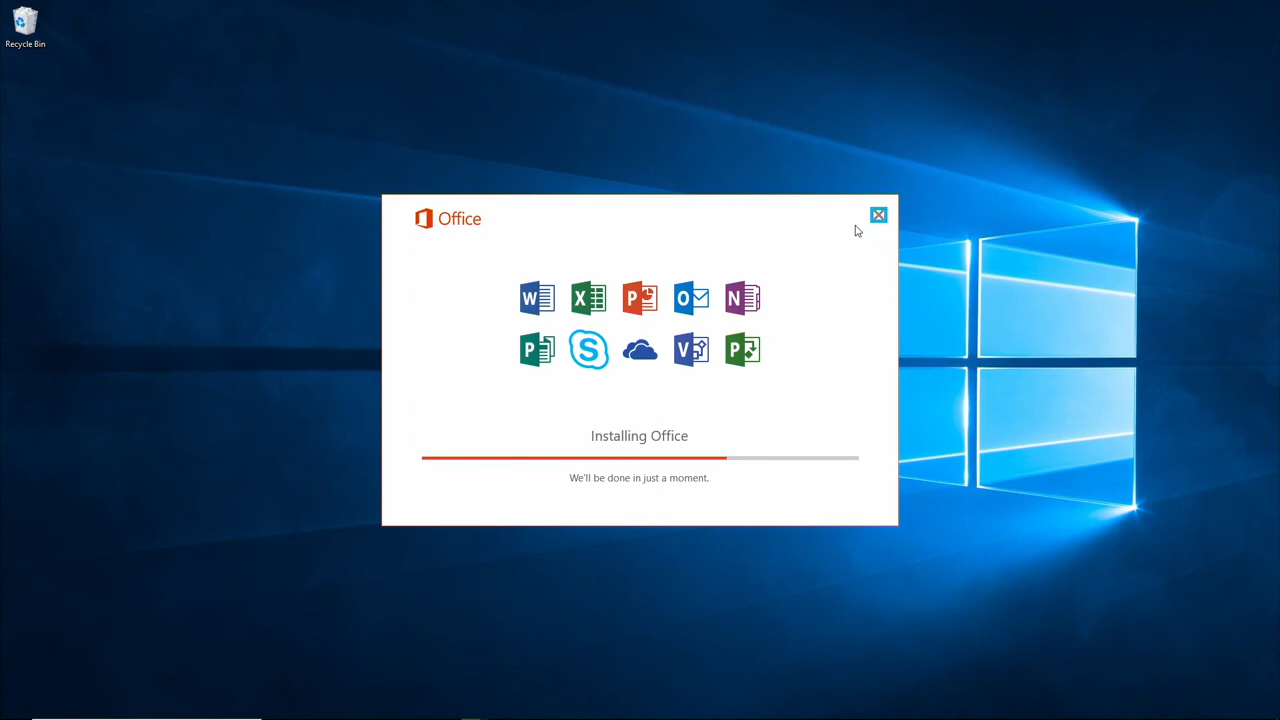 Recycle Bin
Office
W X P O N
P S V P
Installing Office
We'll be done in just a moment.